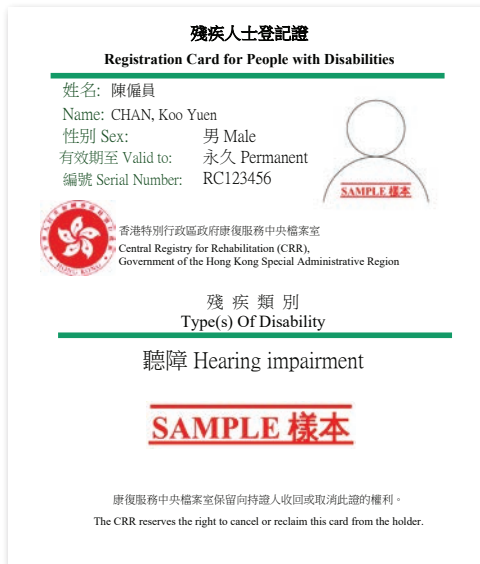 殘疾人士登記證
Registration Card for People with Disabilities
姓名: 陳僱員
Name: CHAN, Koo Yuen
性別 Sex: 男 Male
有效期至 Valid to: 永久 Permanent
編號 Serial Number: RC123456
SAMPLE 樣本
HONG KONG
香港特別行政區政府康復服務中央檔案室
Central Registry for Rehabilitation (CRR),
Government of the Hong Kong Special Administrative Region
殘 疾 類 別
Type(s) Of Disability
聽障 Hearing impairment
SAMPLE 樣本
康復服務中央檔案室保留向持證人收回或取消此證的權利。
The CRR reserves the right to cancel or reclaim this card from the holder.